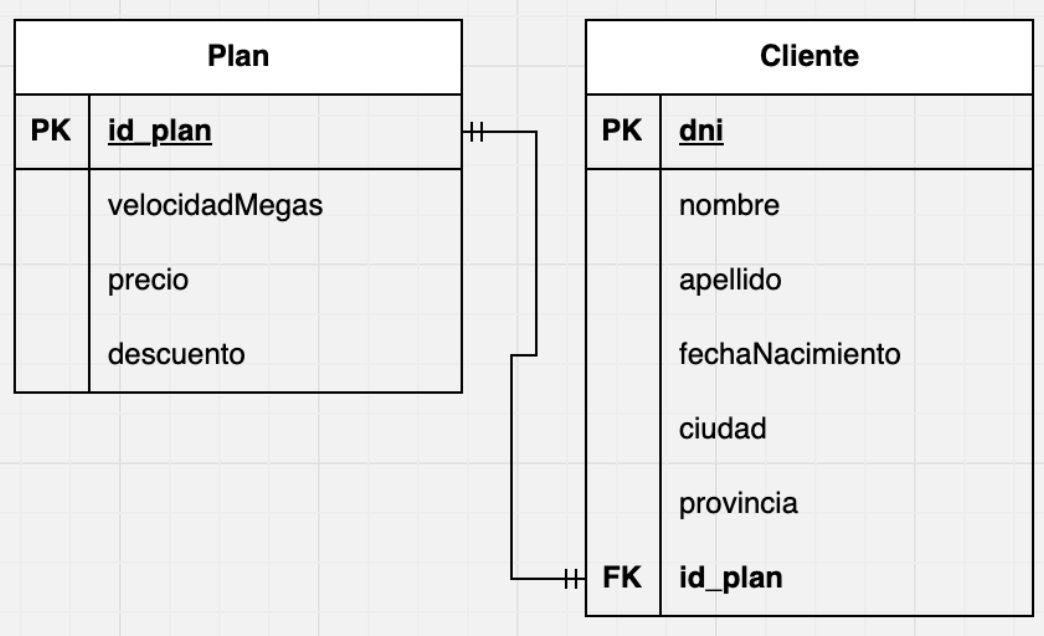 Plan
PK id_plan
velocidadMegas
precio
descuento
Cliente
PK dni
nombre
apellido
fechaNacimiento
ciudad
provincia
FK id_plan